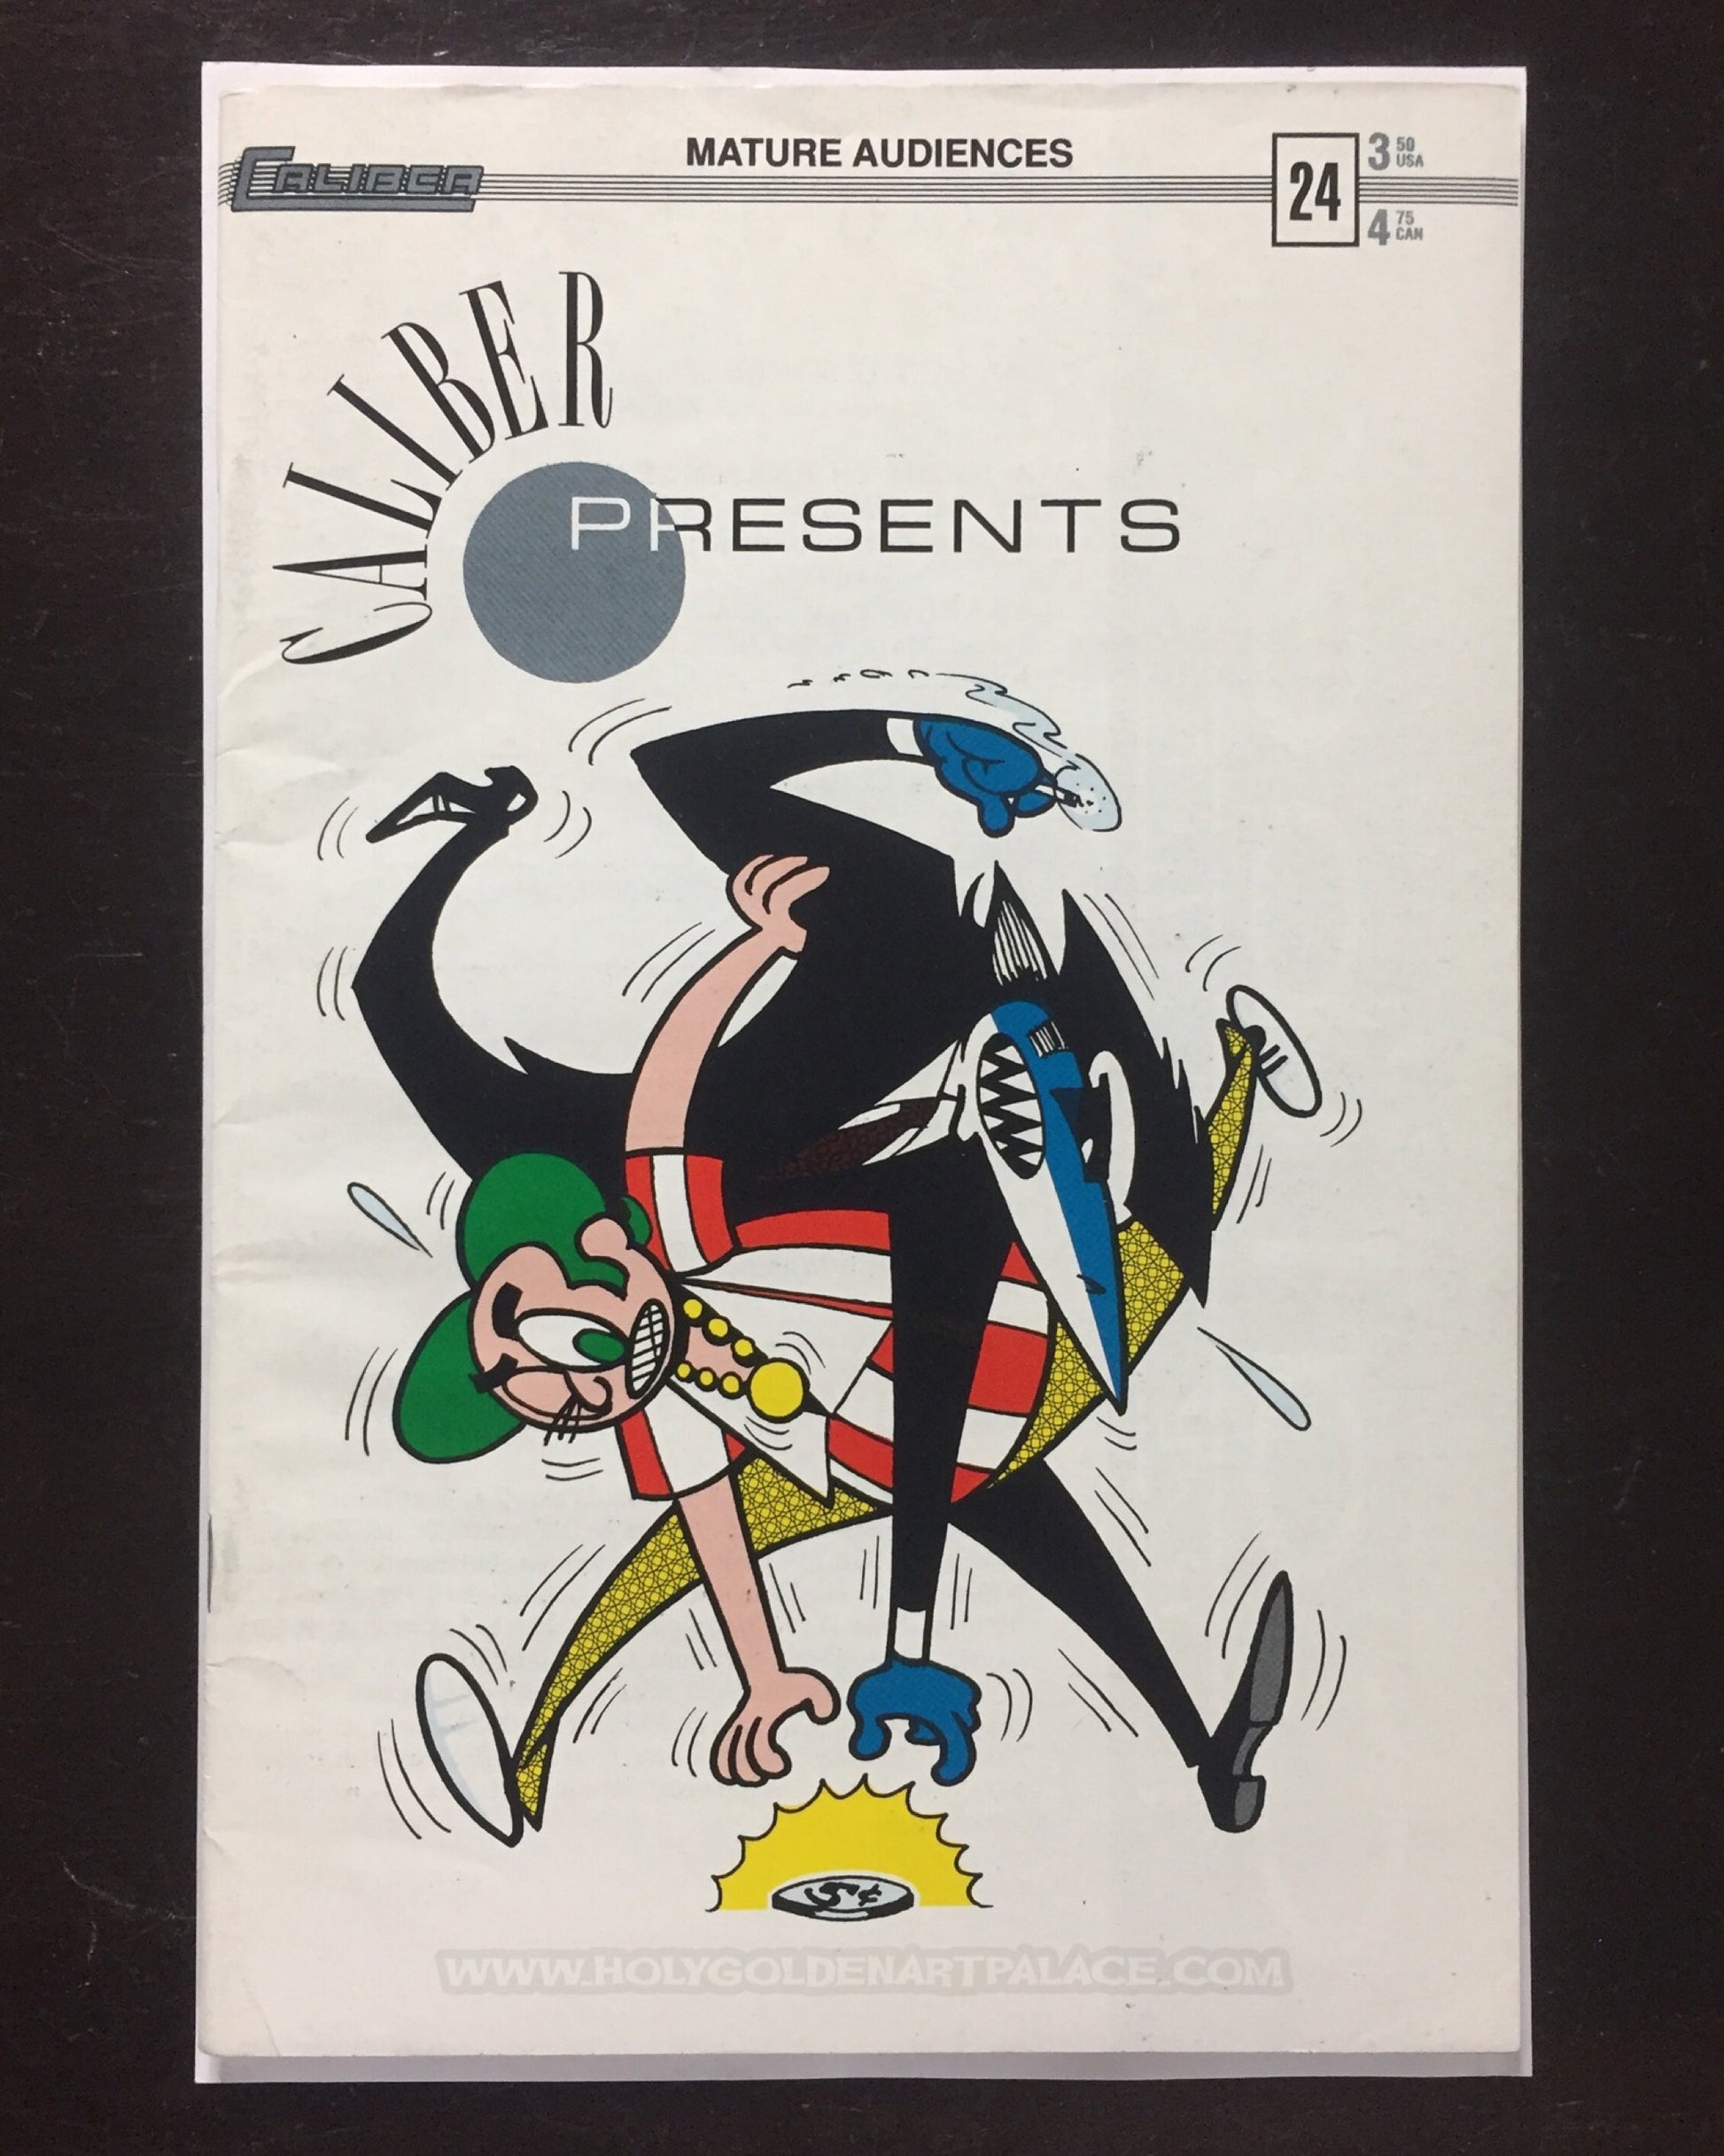 CALIBER
MATURE AUDIENCES
24
3 50 USA
4 75 CAN
CALIBER
PRESENTS
5¢
WWW.HOLYGOLDENARTPALACE.COM